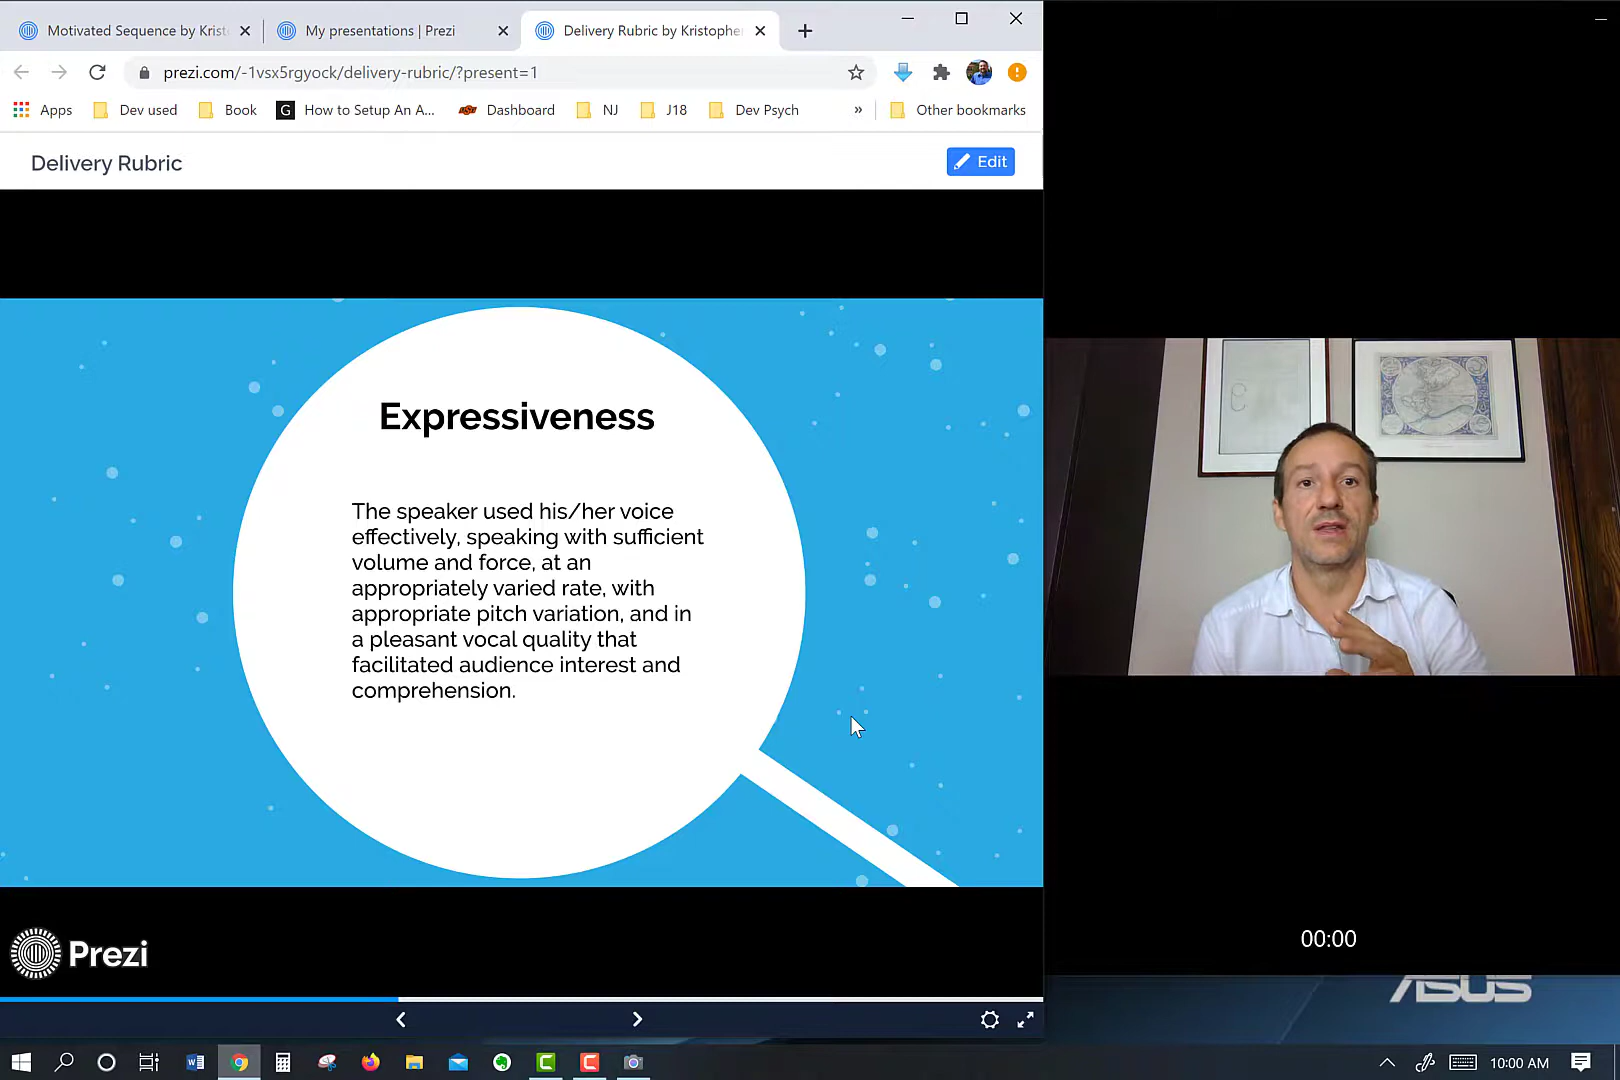 Motivated Sequence by Krist
My presentations | Prezi
Delivery Rubric by Kristophe
prezi.com/-1vsx5rgyock/delivery-rubric/?present=1
Apps
Dev used
Book
G
How to Setup An A...
Dashboard
NJ
J18
Dev Psych
»
Other bookmarks
Delivery Rubric
Edit
Expressiveness
The speaker used his/her voice
effectively, speaking with sufficient
volume and force, at an
appropriately varied rate, with
appropriate pitch variation, and in
a pleasant vocal quality that
facilitated audience interest and
comprehension.
Prezi
00:00
ASUS
10:00 AM